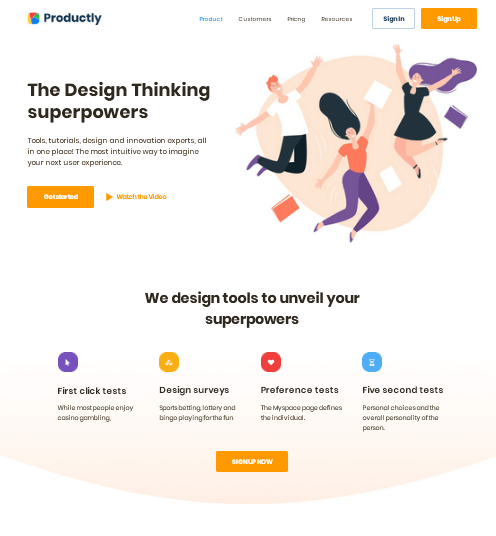 Productly
Product Customers Pricing Resources Sign In Sign Up
The Design Thinking
superpowers
Tools, tutorials, design and innovation experts, all
in one place! The most intuitive way to imagine
your next user experience.
Get started Watch the Video
We design tools to unveil your
superpowers
First click tests
While most people enjoy
casino gambling,
Design surveys
Sports betting, lottery and
bingo playing for the fun
Preference tests
The Myspace page defines
the individual.
Five second tests
Personal choices and the
overall personality of the
person.
SIGN UP NOW